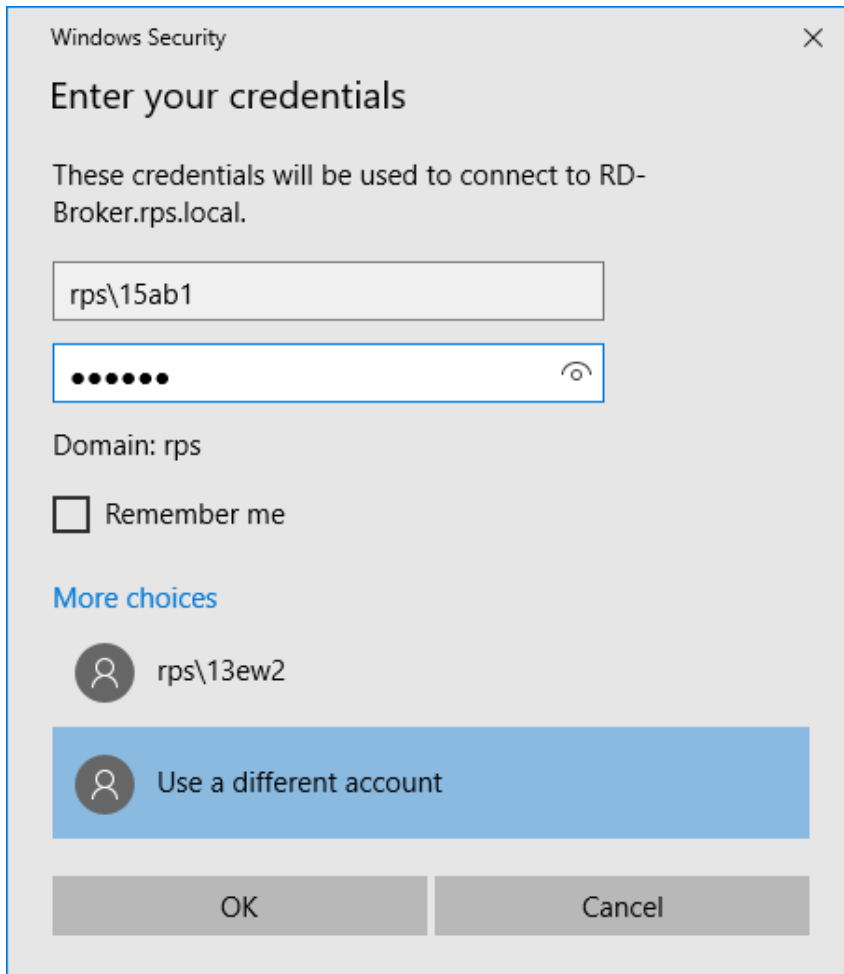 Windows Security
Enter your credentials
These credentials will be used to connect to RD-
Broker.rps.local.
rps\15ab1
●●●●●●
Domain: rps
Remember me
More choices
rps\13ew2
Use a different account
OK
Cancel